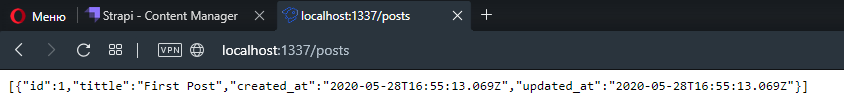 Меню
Strapi - Content Manager
localhost:1337/posts
VPN
localhost:1337/posts
[{"id":1,"tittle":"First Post","created_at":"2020-05-28T16:55:13.069Z","updated_at":"2020-05-28T16:55:13.069Z"}]